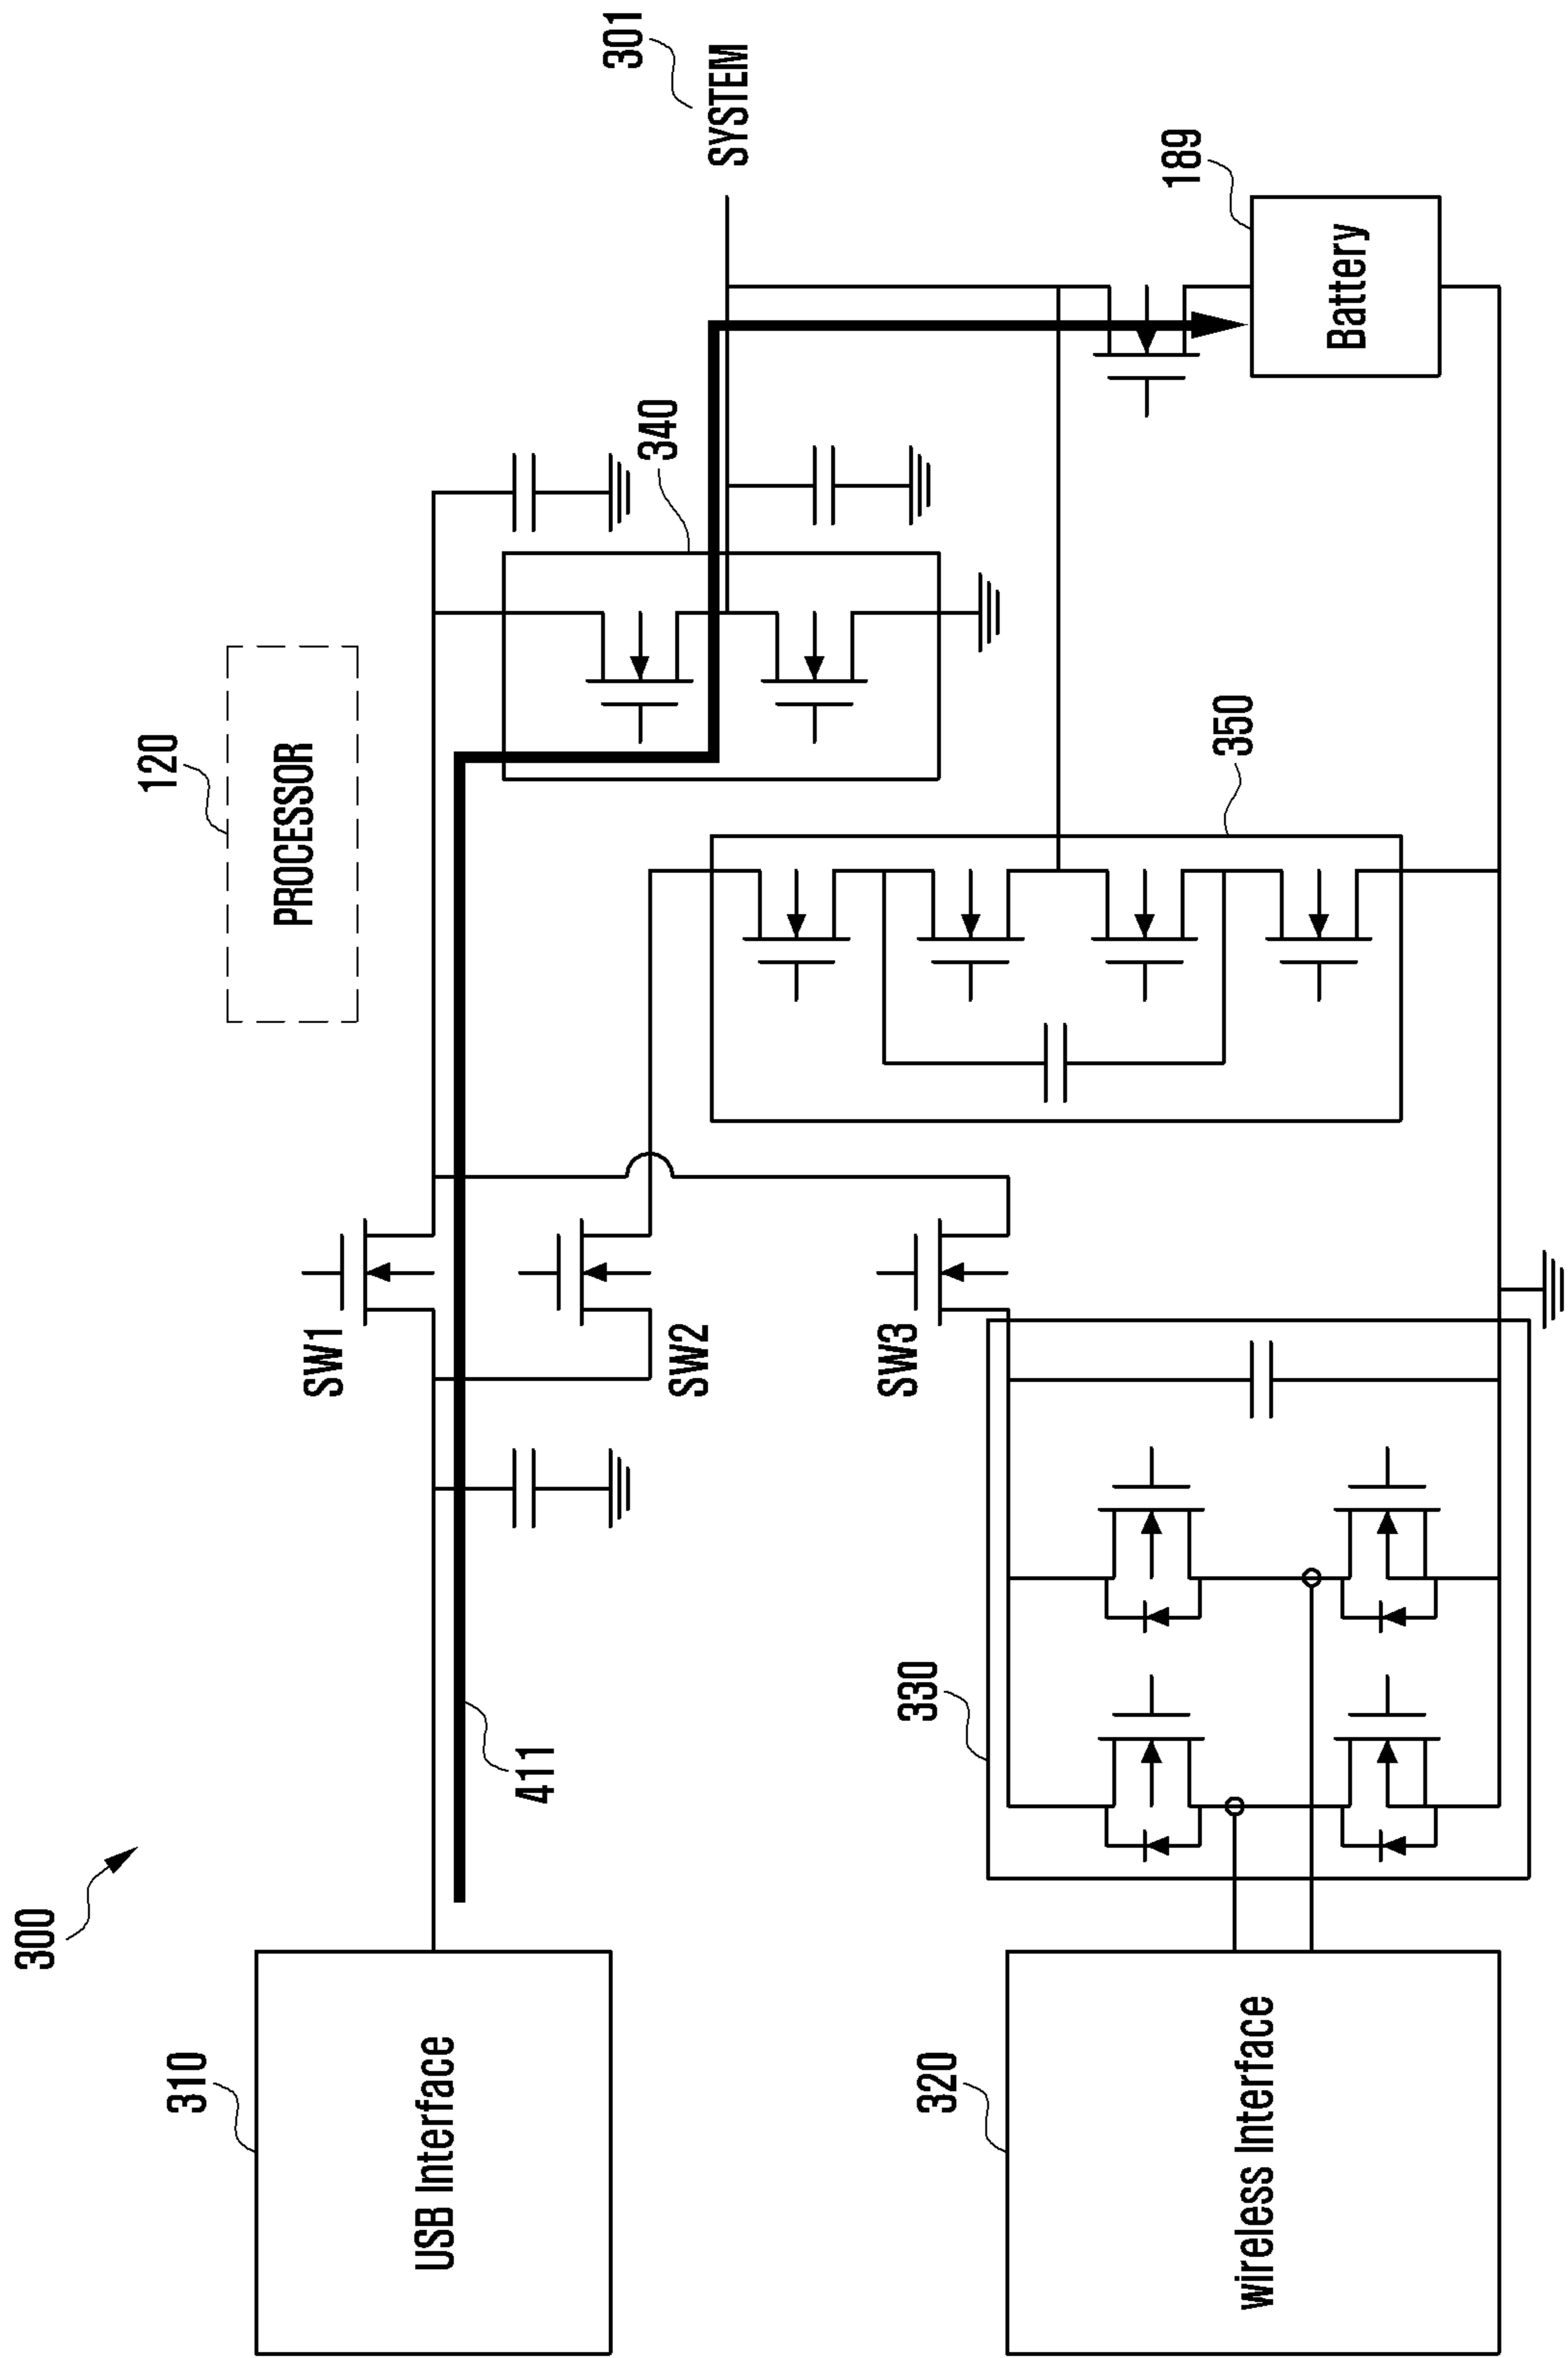 300
310
USB Interface
411
SW1
120
PROCESSOR
340
SYSTEM
301
SW2
320
wireless Interface
330
SW3
350
189
Battery